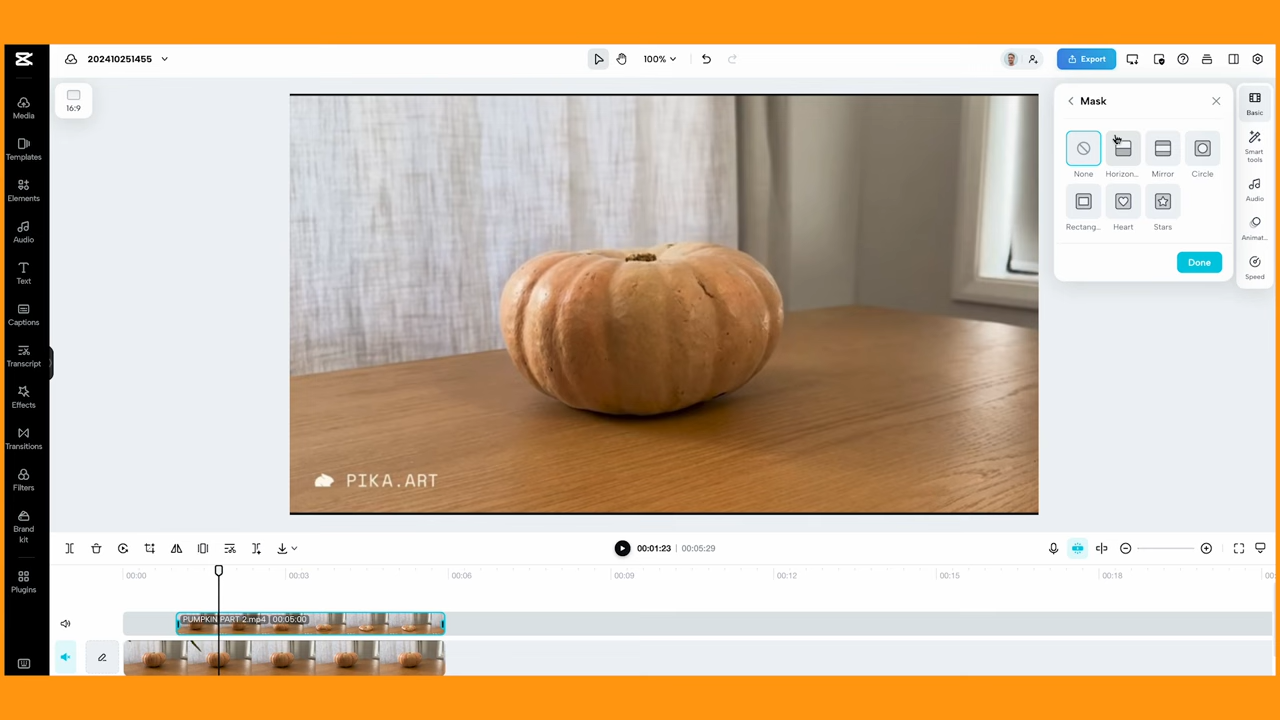 202410251455
100%
Export
16:9
Media
Templates
Elements
Audio
Text
Captions
Transcript
Effects
Transitions
Filters
Brand
kit
Plugins
PIKA.ART
Mask
None
Horizon...
Mirror
Circle
Rectang...
Heart
Stars
Done
Basic
Smart
tools
Audio
Animat...
Speed
00:01:23 | 00:05:29
00:00
00:03
00:06
00:09
00:12
00:15
00:18
PUMPKIN PART 2.mp4 00:05:00